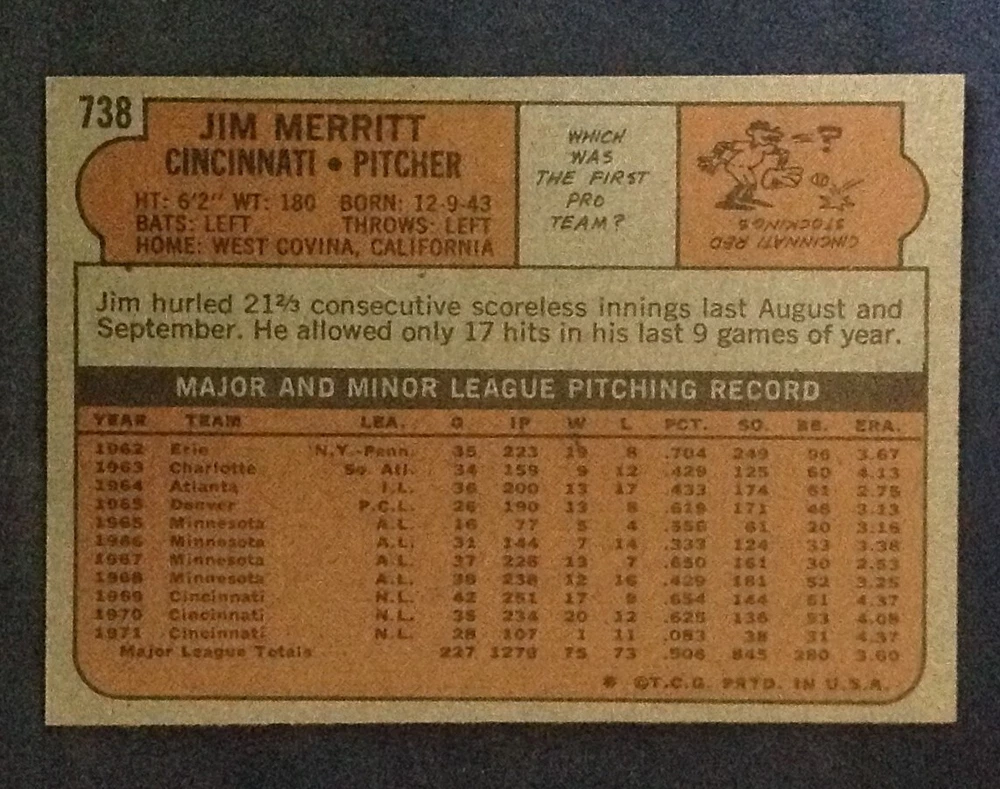 738
JIM MERRITT
CINCINNATI • PITCHER
HT: 6'2" WT: 180 BORN: 12-9-43
BATS: LEFT THROWS: LEFT
HOME: WEST COVINA, CALIFORNIA
WHICH
WAS
THE FIRST
PRO
TEAM?
= ?
CINCINNATI RED
STOCKINGS
Jim hurled 21 2/3 consecutive scoreless innings last August and
September. He allowed only 17 hits in his last 9 games of year.
MAJOR AND MINOR LEAGUE PITCHING RECORD
YEAR TEAM LEA. G IP W L PCT. SO. BB. ERA.
1962 Erie N.Y.-Penn. 35 223 19 8 .704 249 96 3.67
1963 Charlotte So. Atl. 34 159 9 12 .429 125 60 4.13
1964 Atlanta I.L. 36 200 13 17 .433 174 61 2.75
1965 Denver P.C.L. 26 190 13 8 .619 171 48 3.13
1965 Minnesota A.L. 16 77 5 4 .556 61 20 3.16
1966 Minnesota A.L. 31 144 7 14 .333 124 33 3.38
1967 Minnesota A.L. 37 228 13 7 .650 161 30 2.53
1968 Minnesota A.L. 38 238 12 16 .429 181 52 3.25
1969 Cincinnati N.L. 42 251 17 9 .654 144 61 4.37
1970 Cincinnati N.L. 35 234 20 12 .625 136 53 4.08
1971 Cincinnati N.L. 28 107 1 11 .083 38 31 4.37
Major League Totals 227 1279 75 73 .506 845 280 3.60
* ©T.C.G. PRTD. IN U.S.A.